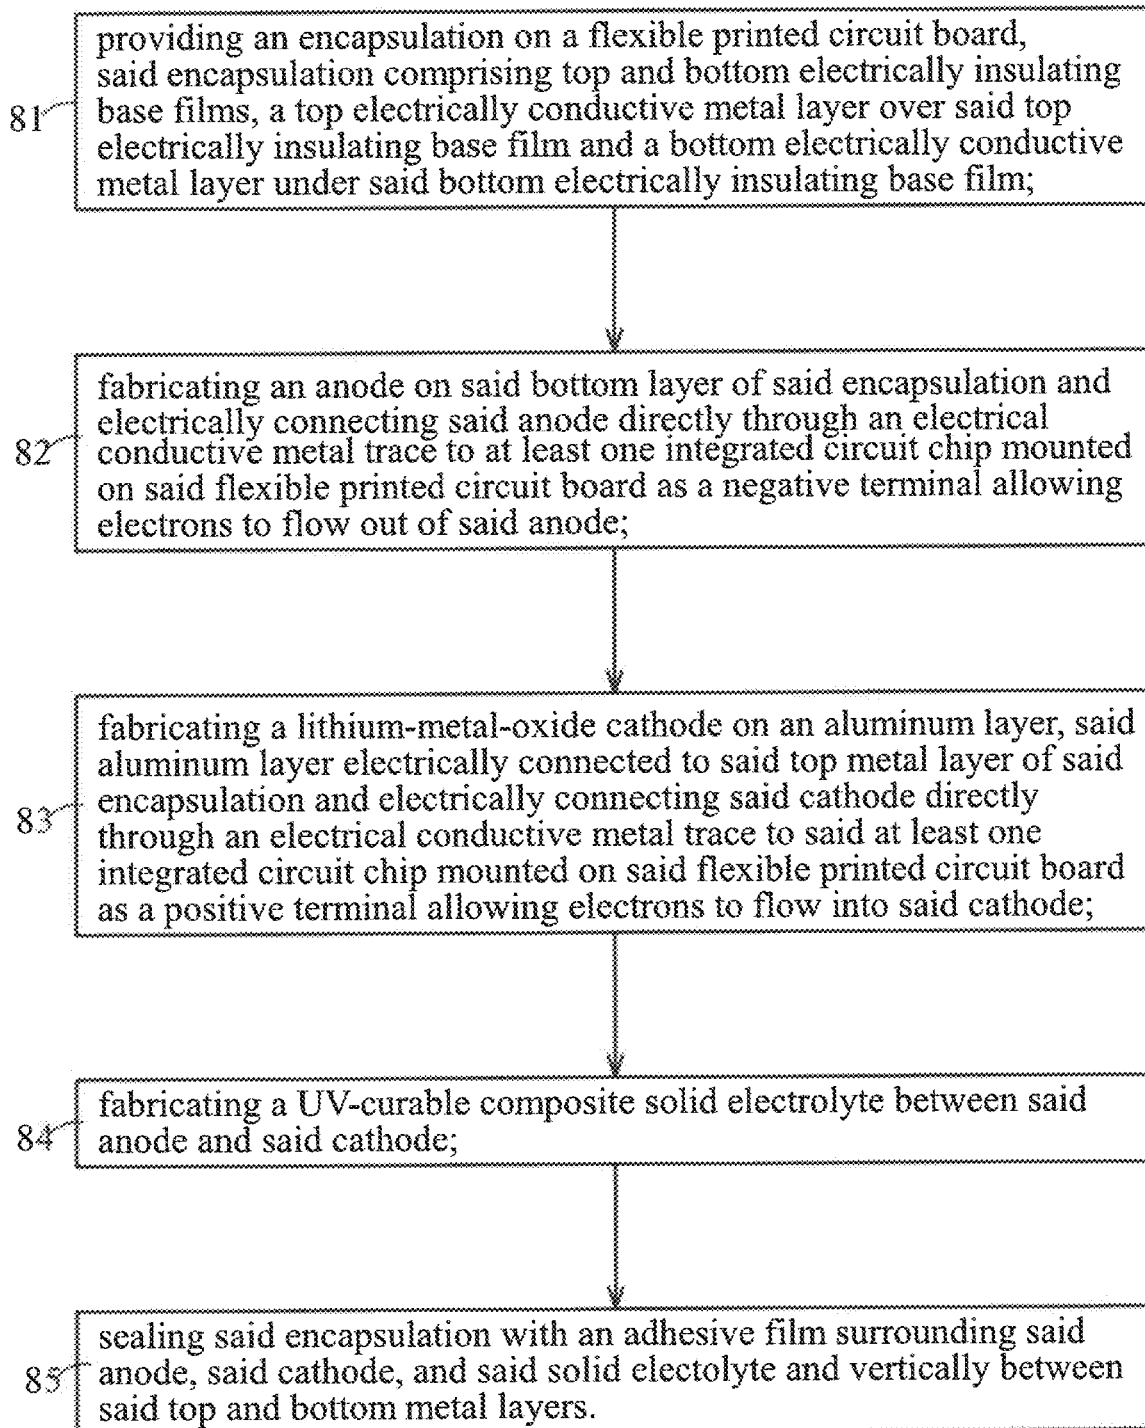 81
providing an encapsulation on a flexible printed circuit board,
said encapsulation comprising top and bottom electrically insulating
base films, a top electrically conductive metal layer over said top
electrically insulating base film and a bottom electrically conductive
metal layer under said bottom electrically insulating base film;
82
fabricating an anode on said bottom layer of said encapsulation and
electrically connecting said anode directly through an electrical
conductive metal trace to at least one integrated circuit chip mounted
on said flexible printed circuit board as a negative terminal allowing
electrons to flow out of said anode;
83
fabricating a lithium-metal-oxide cathode on an aluminum layer, said
aluminum layer electrically connected to said top metal layer of said
encapsulation and electrically connecting said cathode directly
through an electrical conductive metal trace to said at least one
integrated circuit chip mounted on said flexible printed circuit board
as a positive terminal allowing electrons to flow into said cathode;
84
fabricating a UV-curable composite solid electrolyte between said
anode and said cathode;
85
sealing said encapsulation with an adhesive film surrounding said
anode, said cathode, and said solid electolyte and vertically between
said top and bottom metal layers.